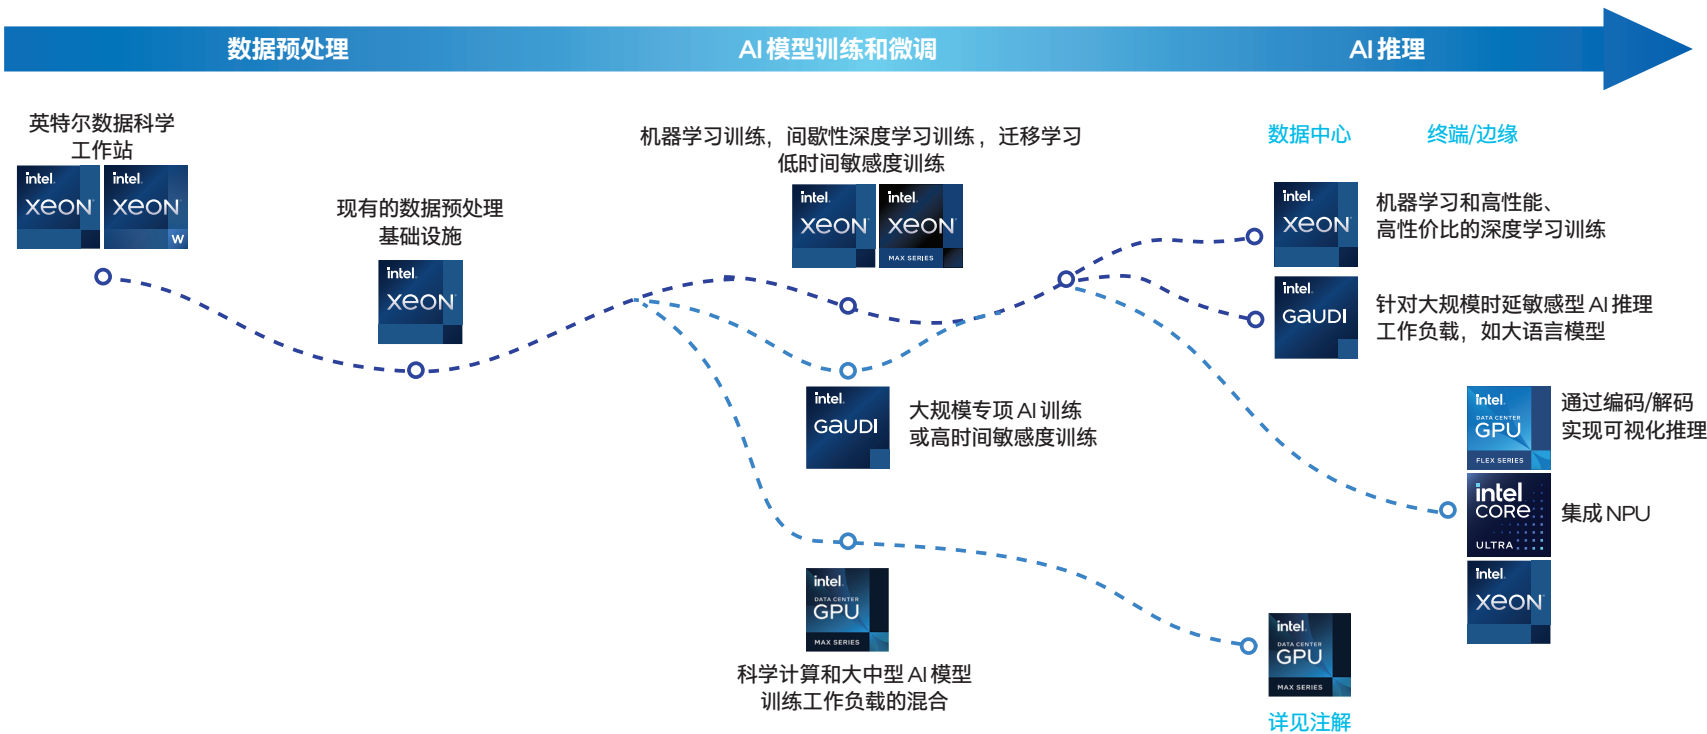 数据预处理
AI 模型训练和微调
AI 推理
英特尔数据科学
工作站
intel.
xeon
intel.
xeon
W
现有的数据预处理
基础设施
intel.
xeon
机器学习训练，间歇性深度学习训练，迁移学习
低时间敏感度训练
intel.
xeon
intel.
xeon
MAX SERIES
intel.
GAUDI
大规模专项 AI 训练
或高时间敏感度训练
intel.
DATA CENTER
GPU
MAX SERIES
科学计算和大中型 AI 模型
训练工作负载的混合
数据中心
终端/边缘
intel.
xeon
机器学习和高性能、
高性价比的深度学习训练
intel.
GAUDI
针对大规模时延敏感型 AI 推理
工作负载，如大语言模型
intel.
DATA CENTER
GPU
FLEX SERIES
通过编码/解码
实现可视化推理
intel
CORE
ULTRA
集成 NPU
intel.
xeon
intel.
DATA CENTER
GPU
MAX SERIES
详见注解